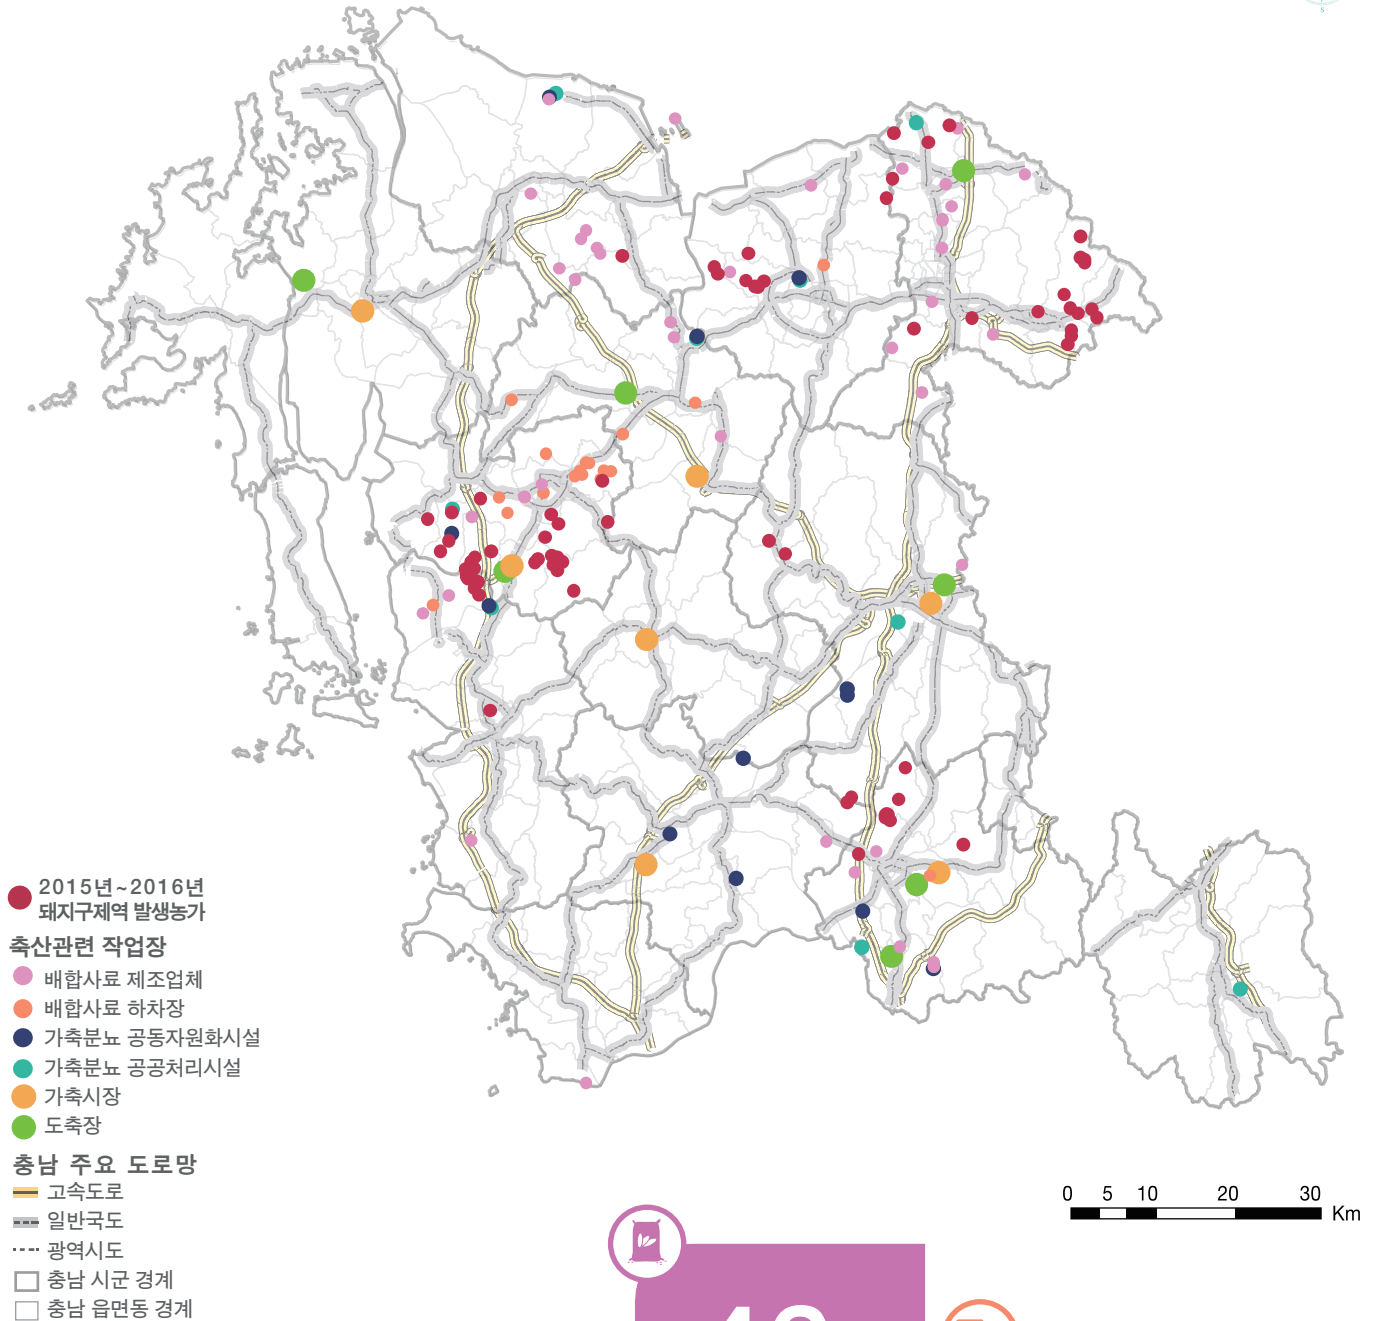 S
2015년~2016년
돼지구제역 발생농가
축산관련 작업장
배합사료 제조업체
배합사료 하차장
가축분뇨 공동자원화시설
가축분뇨 공공처리시설
가축시장
도축장
충남 주요 도로망
고속도로
일반국도
광역시도
충남 시군 경계
충남 읍면동 경계
0 5 10 20 30 Km